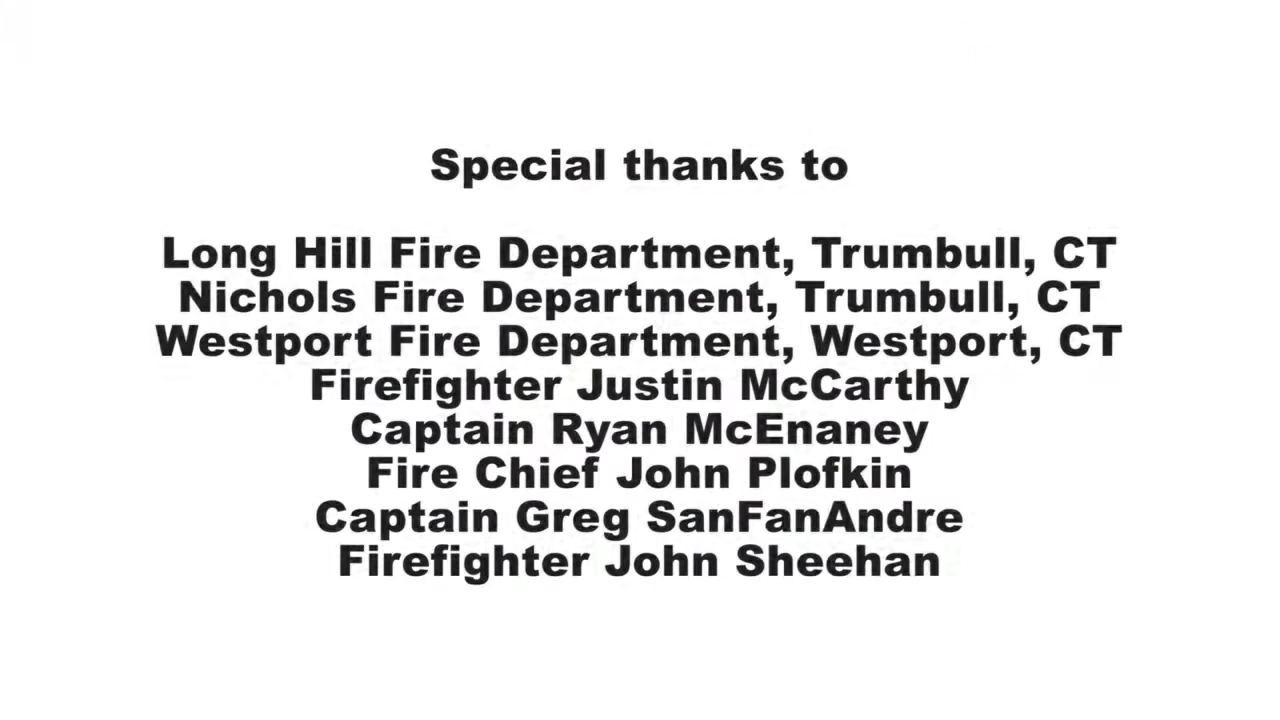 Special thanks to
Long Hill Fire Department, Trumbull, CT
Nichols Fire Department, Trumbull, CT
Westport Fire Department, Westport, CT
Firefighter Justin McCarthy
Captain Ryan McEnaney
Fire Chief John Plofkin
Captain Greg SanFanAndre
Firefighter John Sheehan